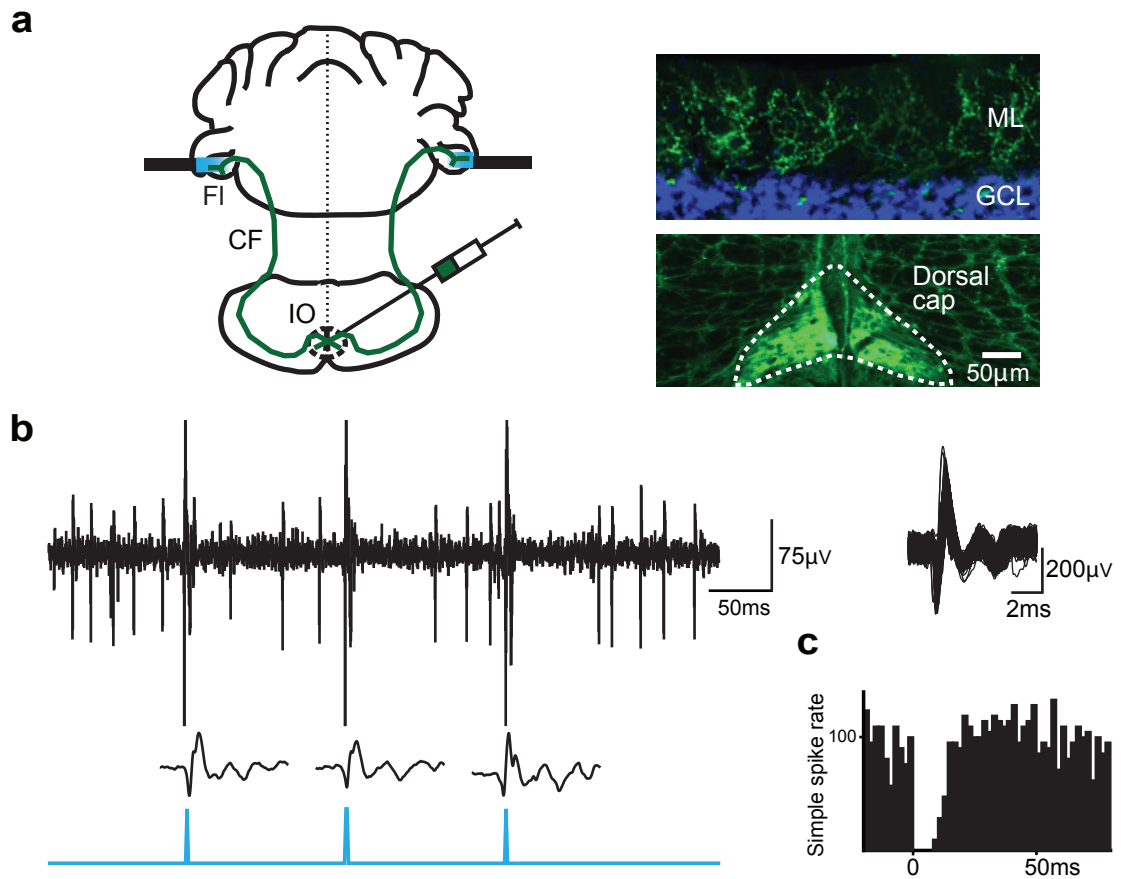 a
Fl
CF
IO
ML
GCL
Dorsal
cap
50µm
b
75µV
50ms
200µV
2ms
c
Simple spike rate
100
0
50ms